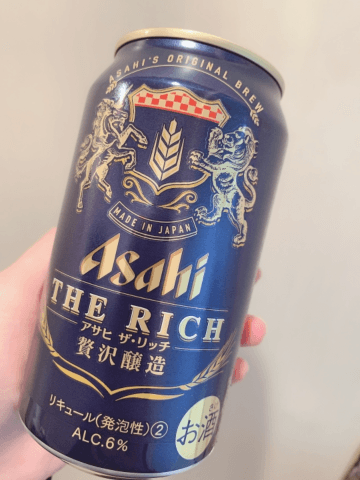 ASAHI'S ORIGINAL BREW
MADE IN JAPAN
Asahi
THE RICH
アサヒ ザ・リッチ
贅沢醸造
リキュール(発泡性)②
ALC.6%
お酒